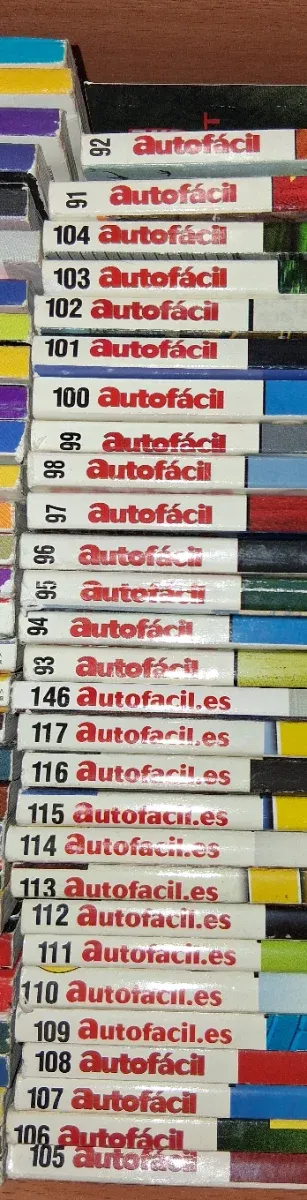 92 autofácil
91 autofácil
104 autofácil
103 autofácil
102 autofácil
101 autofácil
100 autofácil
99 autofácil
98 autofácil
97 autofácil
96 autofácil
95 autofácil
94 autofácil
93 autofácil
146 autofacil.es
117 autofacil.es
116 autofacil.es
115 autofacil.es
114 autofacil.es
113 autofacil.es
112 autofacil.es
111 autofacil.es
110 autofacil.es
109 autofacil.es
108 autofácil
107 autofácil
106 autofácil
105 autofácil